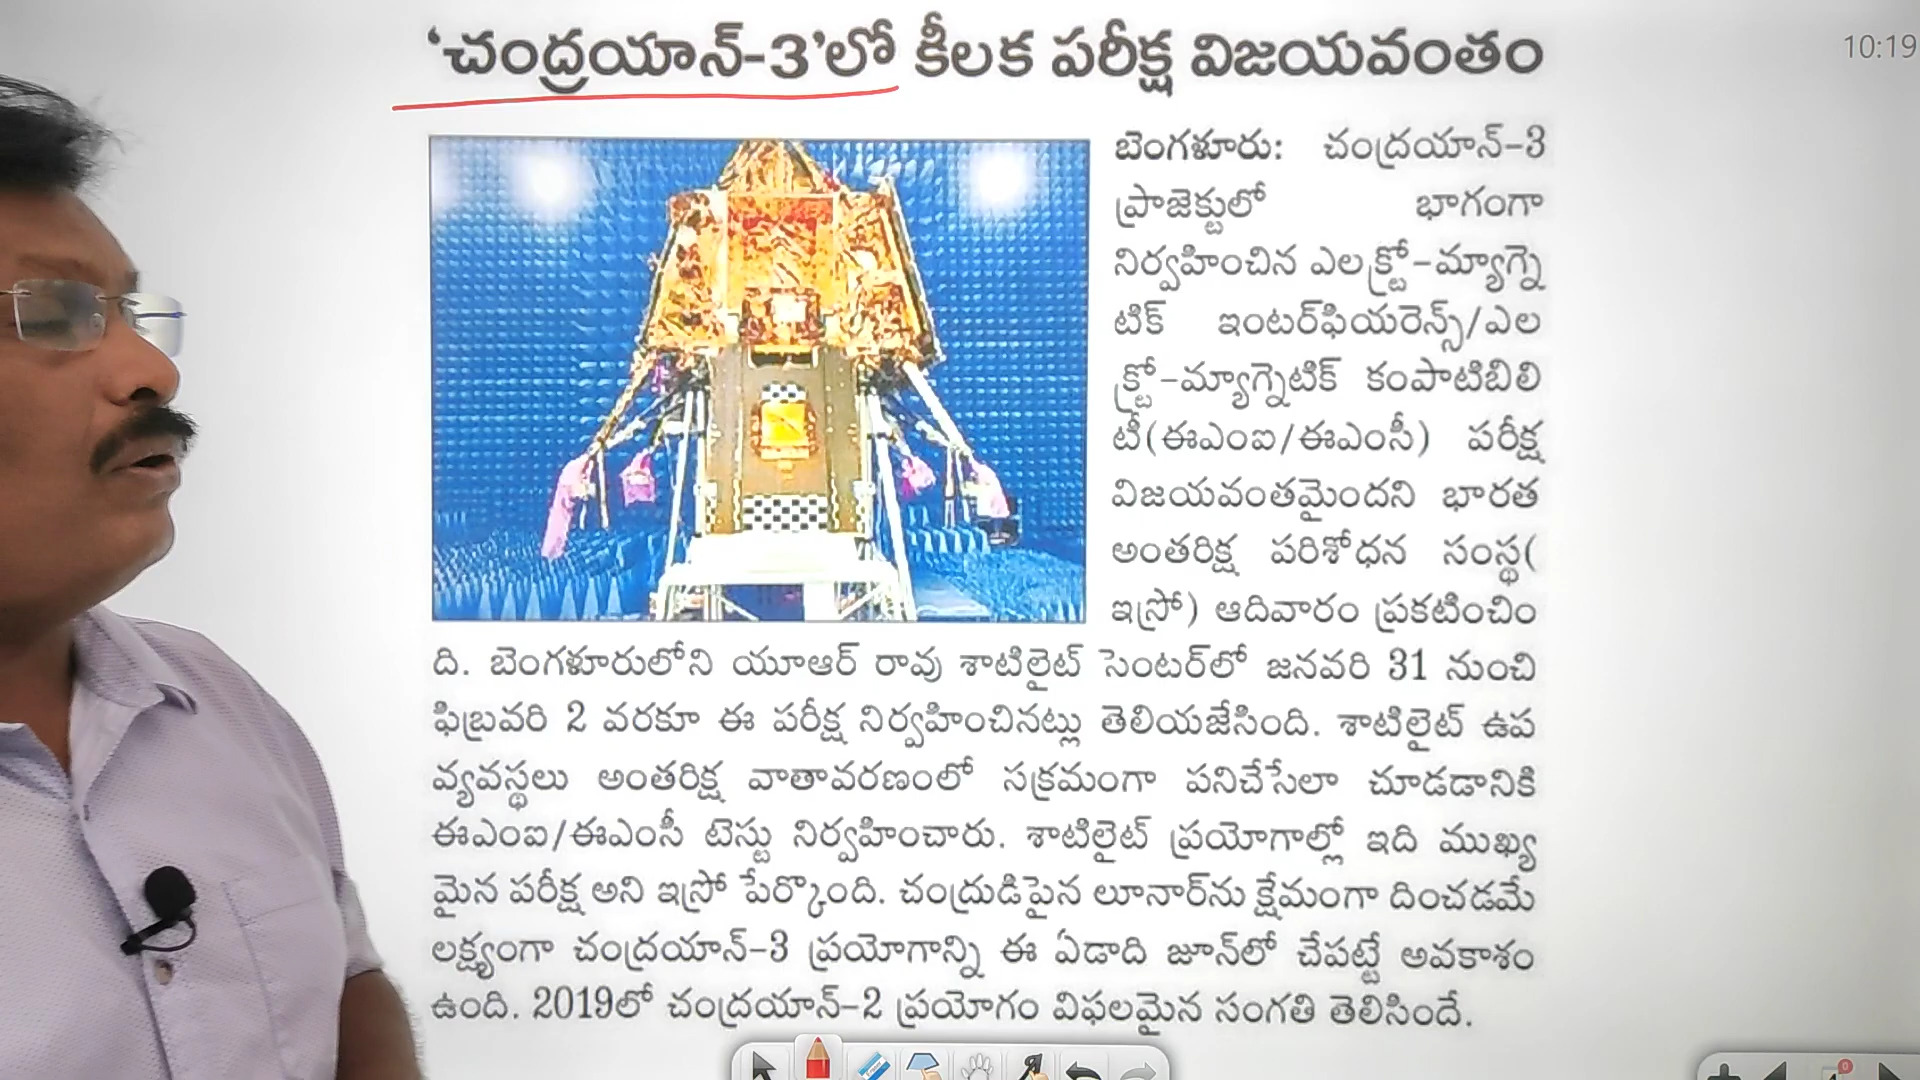 ‘చంద్రయాన్-3’లో కీలక పరీక్ష విజయవంతం
10:19
బెంగళూరు: చంద్రయాన్-3
ప్రాజెక్టులో భాగంగా
నిర్వహించిన ఎలక్ట్రో-మ్యాగ్నె
టిక్ ఇంటర్‌ఫియరెన్స్/ఎల
క్ట్రో-మ్యాగ్నెటిక్ కంపాటిబిలి
టీ(ఈఎంఐ/ఈఎంసీ) పరీక్ష
విజయవంతమైందని భారత
అంతరిక్ష పరిశోధన సంస్థ(
ఇస్రో) ఆదివారం ప్రకటించిం
ది. బెంగళూరులోని యూఆర్ రావు శాటిలైట్ సెంటర్‌లో జనవరి 31 నుంచి
ఫిబ్రవరి 2 వరకూ ఈ పరీక్ష నిర్వహించినట్లు తెలియజేసింది. శాటిలైట్ ఉప
వ్యవస్థలు అంతరిక్ష వాతావరణంలో సక్రమంగా పనిచేసేలా చూడడానికి
ఈఎంఐ/ఈఎంసీ టెస్టు నిర్వహించారు. శాటిలైట్ ప్రయోగాల్లో ఇది ముఖ్య
మైన పరీక్ష అని ఇస్రో పేర్కొంది. చంద్రుడిపైన లూనార్‌ను క్షేమంగా దించడమే
లక్ష్యంగా చంద్రయాన్-3 ప్రయోగాన్ని ఈ ఏడాది జూన్‌లో చేపట్టే అవకాశం
ఉంది. 2019లో చంద్రయాన్-2 ప్రయోగం విఫలమైన సంగతి తెలిసిందే.